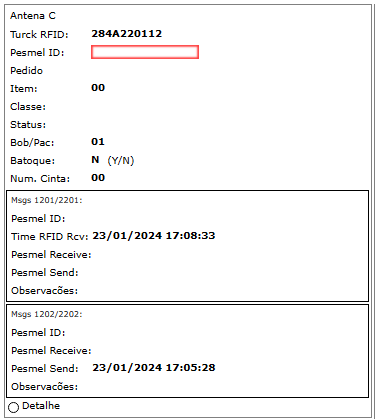 Antena C
Turck RFID: 284A220112
Pesmel ID:
Pedido
Item: 00
Classe:
Status:
Bob/Pac: 01
Batoque: N (Y/N)
Num. Cinta: 00
Msgs 1201/2201:
Pesmel ID:
Time RFID Rcv: 23/01/2024 17:08:33
Pesmel Receive:
Pesmel Send:
Observacões:
Msgs 1202/2202:
Pesmel ID:
Pesmel Receive:
Pesmel Send: 23/01/2024 17:05:28
Observacões:
Detalhe